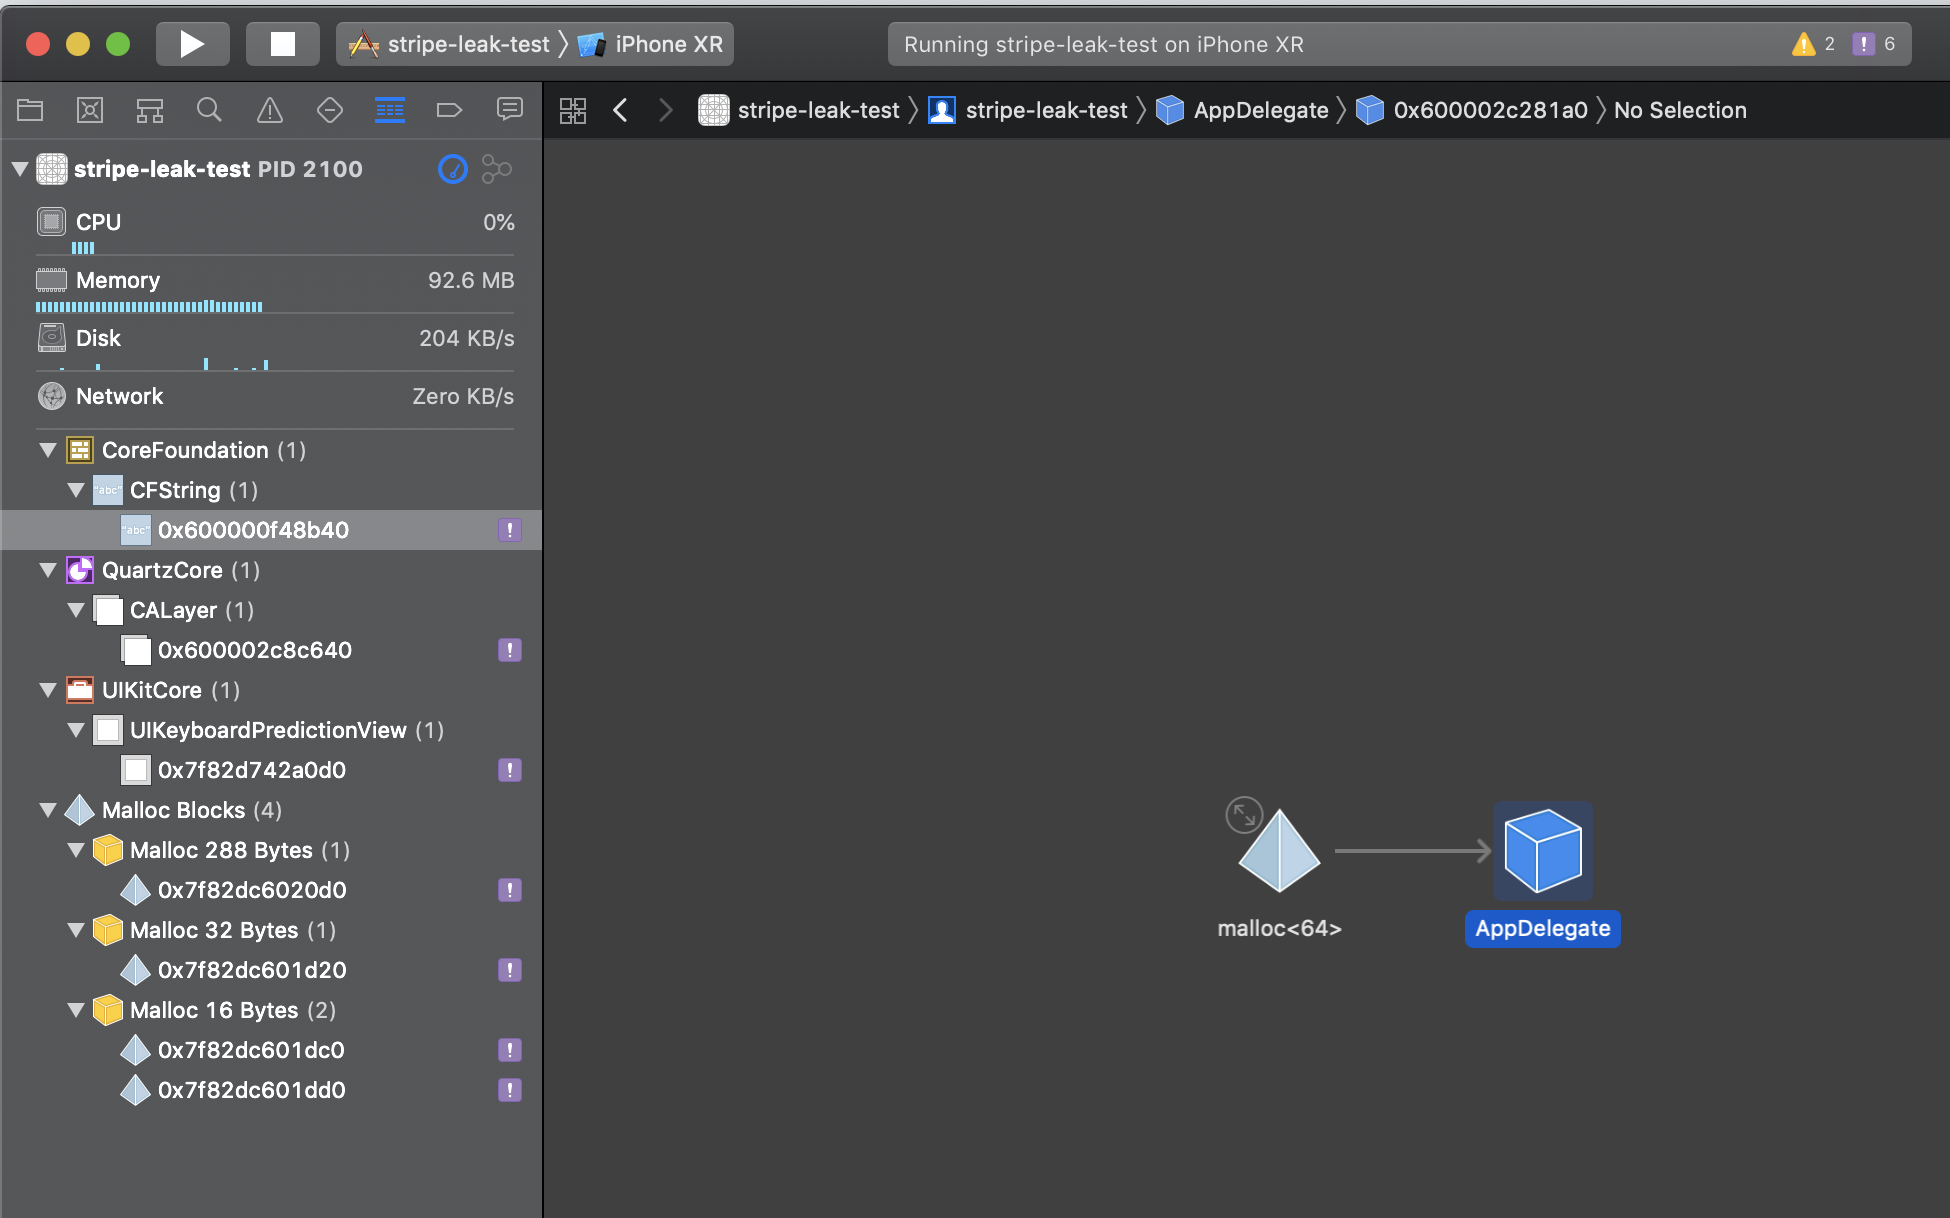 stripe-leak-test 〉 iPhone XR
Running stripe-leak-test on iPhone XR
2
! 6
stripe-leak-test 〉 stripe-leak-test 〉 AppDelegate 〉 0x600002c281a0 〉 No Selection
stripe-leak-test PID 2100
CPU 0%
Memory 92.6 MB
Disk 204 KB/s
Network Zero KB/s
CoreFoundation (1)
"abc" CFString (1)
"abc" 0x600000f48b40 !
QuartzCore (1)
CALayer (1)
0x600002c8c640 !
UIKitCore (1)
UIKeyboardPredictionView (1)
0x7f82d742a0d0 !
Malloc Blocks (4)
Malloc 288 Bytes (1)
0x7f82dc6020d0 !
Malloc 32 Bytes (1)
0x7f82dc601d20 !
Malloc 16 Bytes (2)
0x7f82dc601dc0 !
0x7f82dc601dd0 !
malloc<64>
AppDelegate